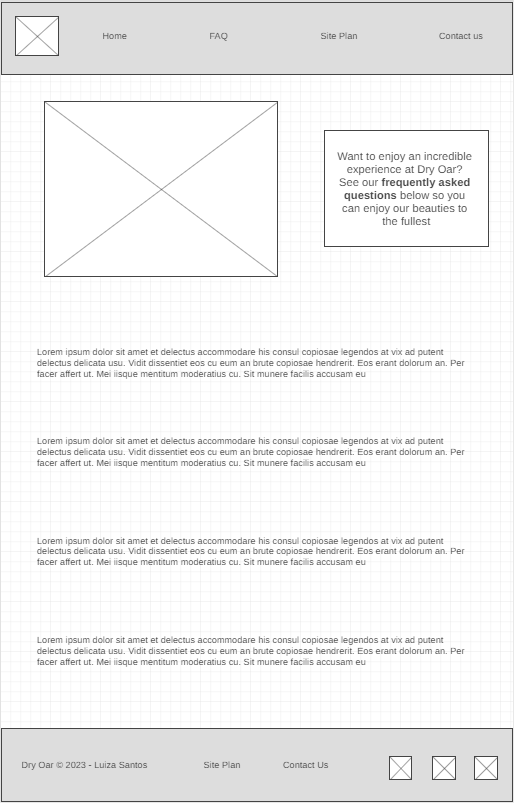 Home FAQ Site Plan Contact us
Want to enjoy an incredible
experience at Dry Oar?
See our frequently asked
questions below so you
can enjoy our beauties to
the fullest
Lorem ipsum dolor sit amet et delectus accommodare his consul copiosae legendos at vix ad putent
delectus delicata usu. Vidit dissentiet eos cu eum an brute copiosae hendrerit. Eos erant dolorum an. Per
facer affert ut. Mei iisque mentitum moderatius cu. Sit munere facilis accusam eu
Lorem ipsum dolor sit amet et delectus accommodare his consul copiosae legendos at vix ad putent
delectus delicata usu. Vidit dissentiet eos cu eum an brute copiosae hendrerit. Eos erant dolorum an. Per
facer affert ut. Mei iisque mentitum moderatius cu. Sit munere facilis accusam eu
Lorem ipsum dolor sit amet et delectus accommodare his consul copiosae legendos at vix ad putent
delectus delicata usu. Vidit dissentiet eos cu eum an brute copiosae hendrerit. Eos erant dolorum an. Per
facer affert ut. Mei iisque mentitum moderatius cu. Sit munere facilis accusam eu
Lorem ipsum dolor sit amet et delectus accommodare his consul copiosae legendos at vix ad putent
delectus delicata usu. Vidit dissentiet eos cu eum an brute copiosae hendrerit. Eos erant dolorum an. Per
facer affert ut. Mei iisque mentitum moderatius cu. Sit munere facilis accusam eu
Dry Oar © 2023 - Luiza Santos Site Plan Contact Us